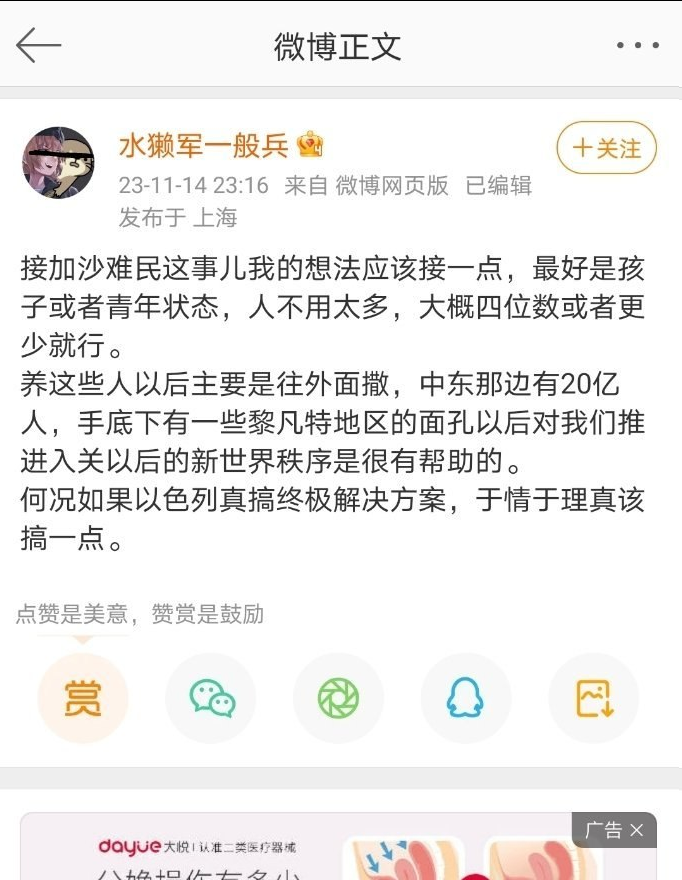 微博正文
水獭军一般兵
+关注
23-11-14 23:16 来自 微博网页版 已编辑
发布于 上海
接加沙难民这事儿我的想法应该接一点，最好是孩
子或者青年状态，人不用太多，大概四位数或者更
少就行。
养这些人以后主要是往外面撒，中东那边有20亿
人，手底下有一些黎凡特地区的面孔以后对我们推
进入关以后的新世界秩序是很有帮助的。
何况如果以色列真搞终极解决方案，于情于理真该
搞一点。
点赞是美意，赞赏是鼓励
赏
广告 ×
dayue 大悦 | 认准二类医疗器械